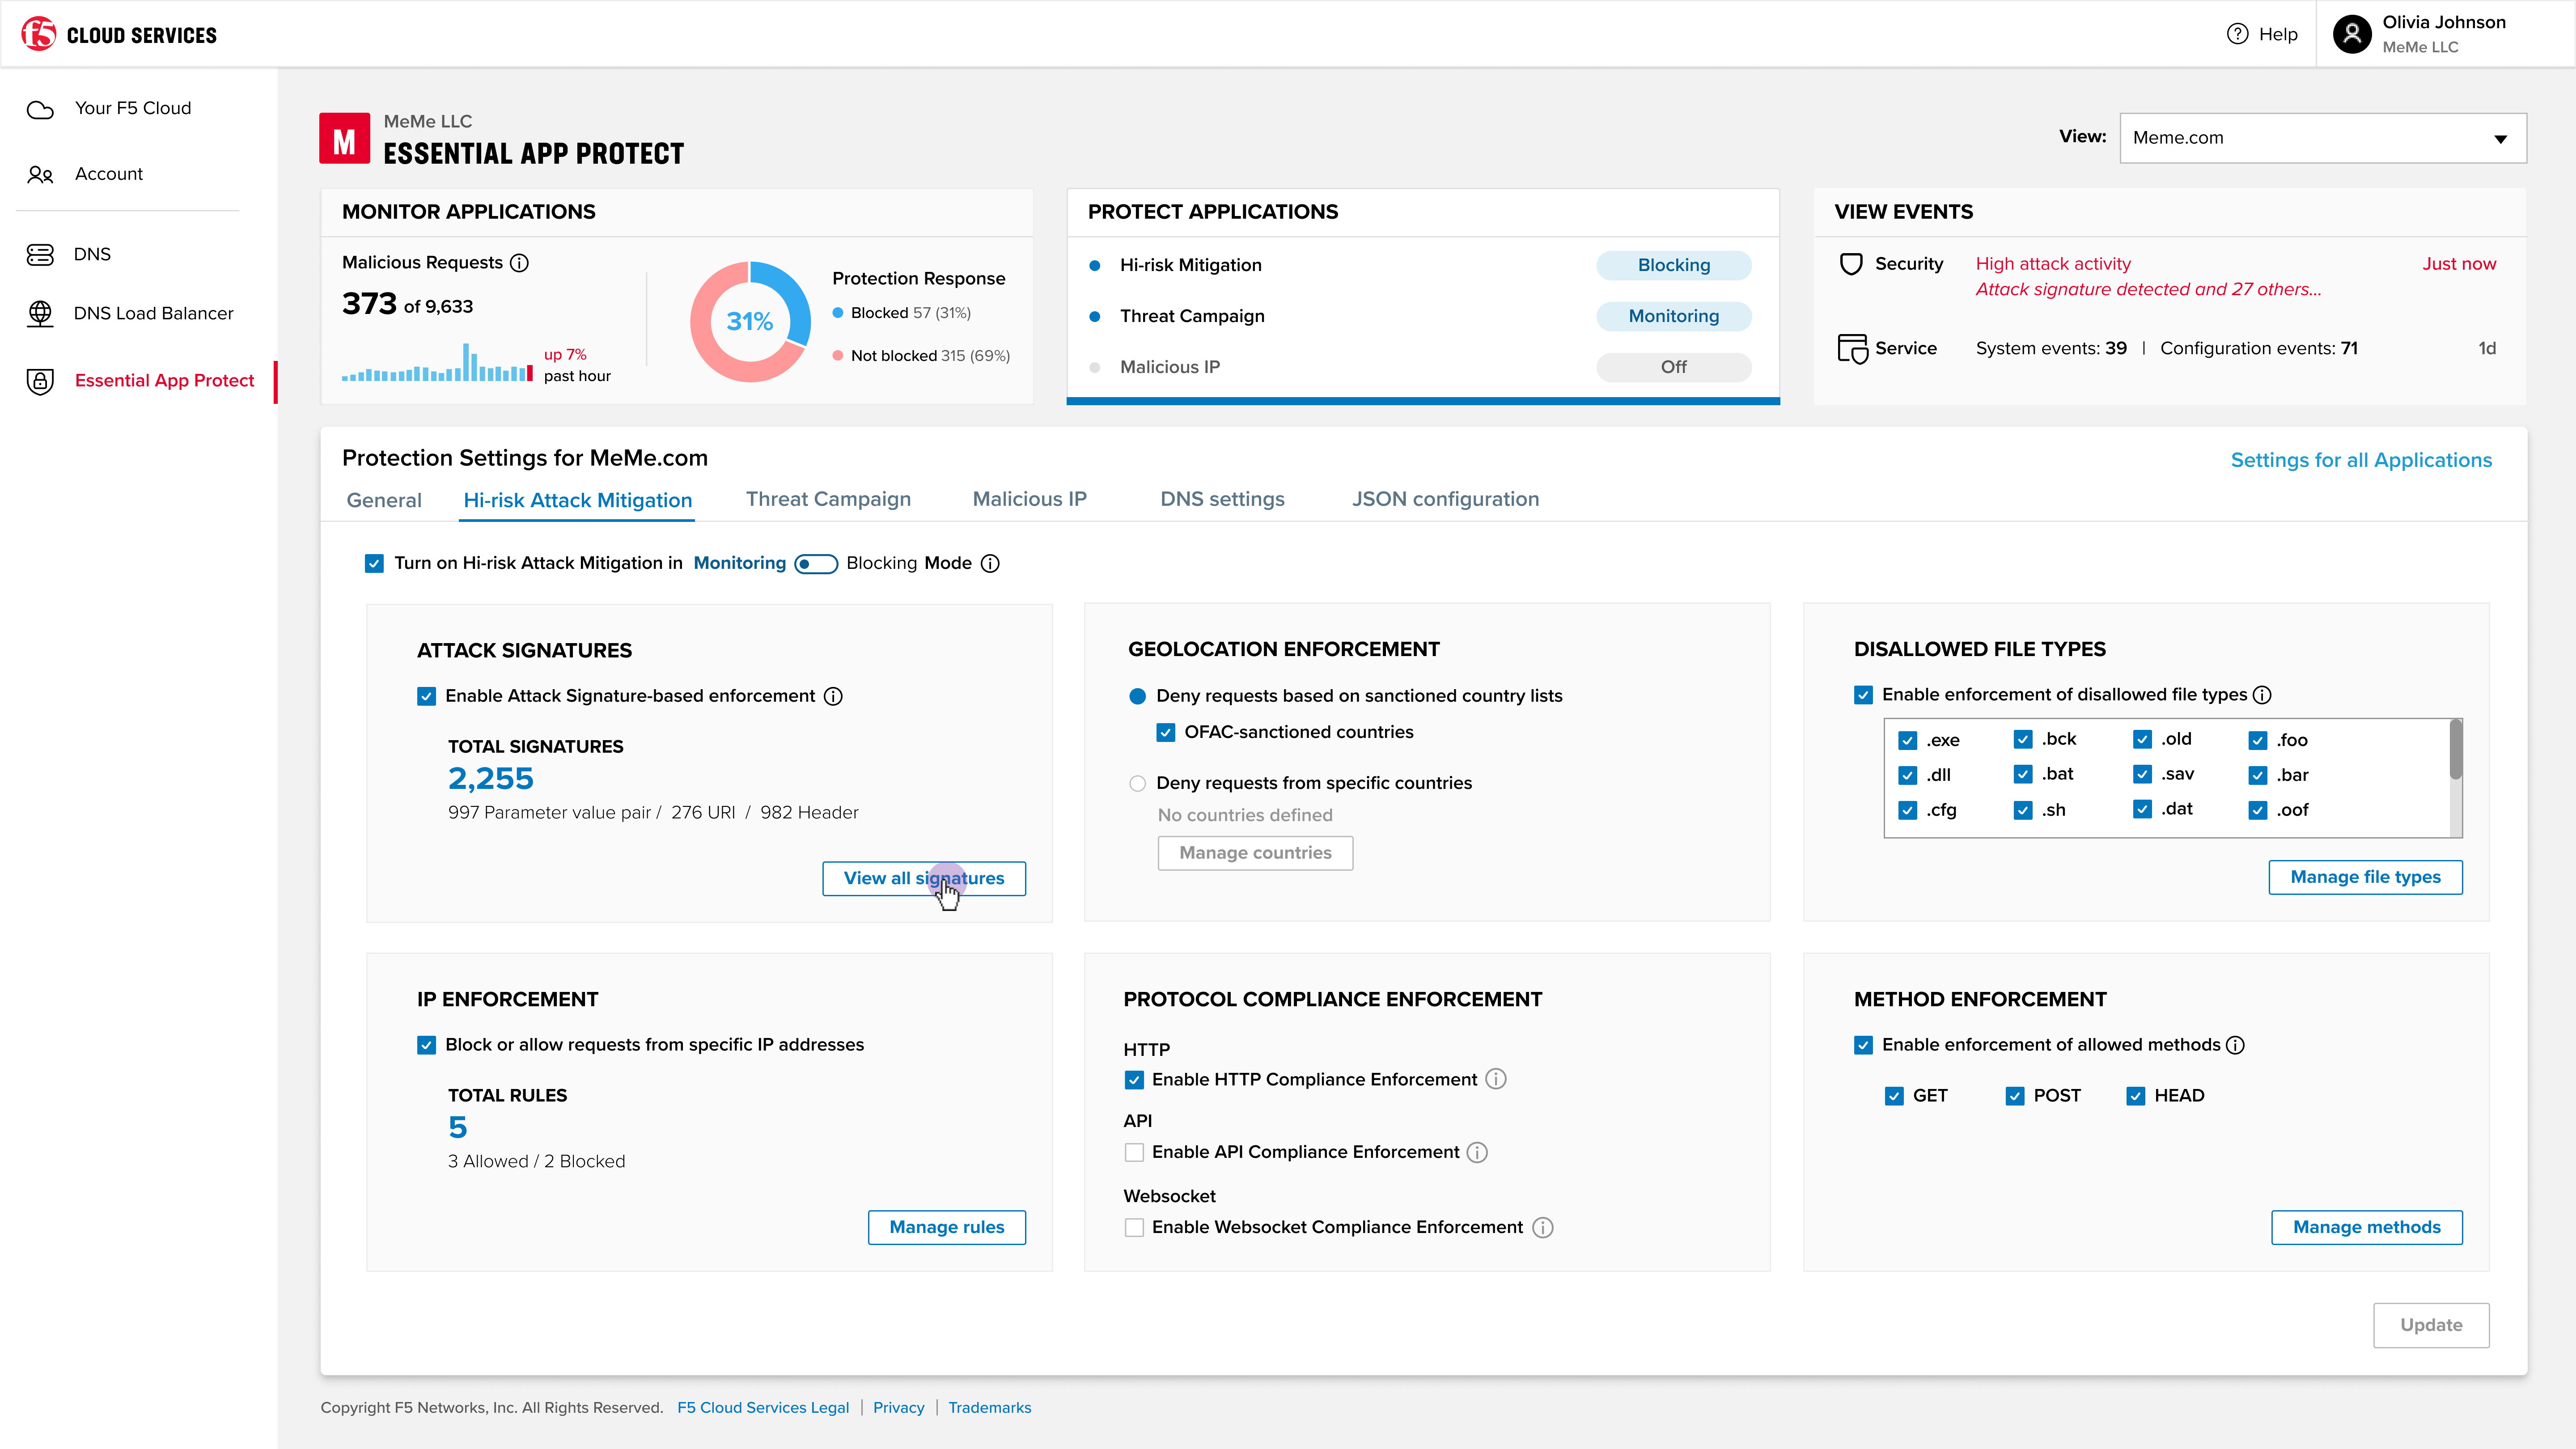 f5 CLOUD SERVICES
? Help
Olivia Johnson
MeMe LLC
Your F5 Cloud
Account
DNS
DNS Load Balancer
Essential App Protect
M
MeMe LLC
ESSENTIAL APP PROTECT
View:
Meme.com
MONITOR APPLICATIONS
Malicious Requests
373 of 9,633
up 7%
past hour
31%
Protection Response
Blocked 57 (31%)
Not blocked 315 (69%)
PROTECT APPLICATIONS
Hi-risk Mitigation Blocking
Threat Campaign Monitoring
Malicious IP Off
VIEW EVENTS
Security High attack activity Just now
Attack signature detected and 27 others...
Service System events: 39 | Configuration events: 71 1d
Protection Settings for MeMe.com
Settings for all Applications
General Hi-risk Attack Mitigation Threat Campaign Malicious IP DNS settings JSON configuration
Turn on Hi-risk Attack Mitigation in Monitoring Blocking Mode
ATTACK SIGNATURES
Enable Attack Signature-based enforcement
TOTAL SIGNATURES
2,255
997 Parameter value pair / 276 URI / 982 Header
View all signatures
GEOLOCATION ENFORCEMENT
Deny requests based on sanctioned country lists
OFAC-sanctioned countries
Deny requests from specific countries
No countries defined
Manage countries
DISALLOWED FILE TYPES
Enable enforcement of disallowed file types
.exe .bck .old .foo
.dll .bat .sav .bar
.cfg .sh .dat .oof
Manage file types
IP ENFORCEMENT
Block or allow requests from specific IP addresses
TOTAL RULES
5
3 Allowed / 2 Blocked
Manage rules
PROTOCOL COMPLIANCE ENFORCEMENT
HTTP
Enable HTTP Compliance Enforcement
API
Enable API Compliance Enforcement
Websocket
Enable Websocket Compliance Enforcement
METHOD ENFORCEMENT
Enable enforcement of allowed methods
GET POST HEAD
Manage methods
Update
Copyright F5 Networks, Inc. All Rights Reserved. F5 Cloud Services Legal | Privacy | Trademarks